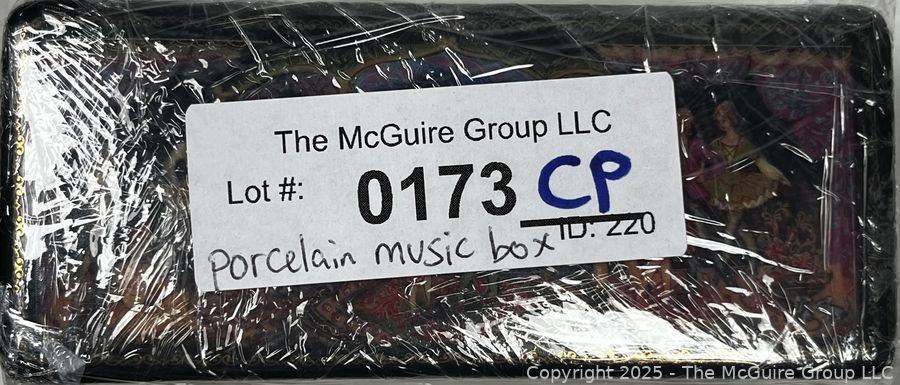 The McGuire Group LLC
Lot #: 0173 CP
ID: 220
porcelain music box
Copyright 2025 - The McGuire Group LLC